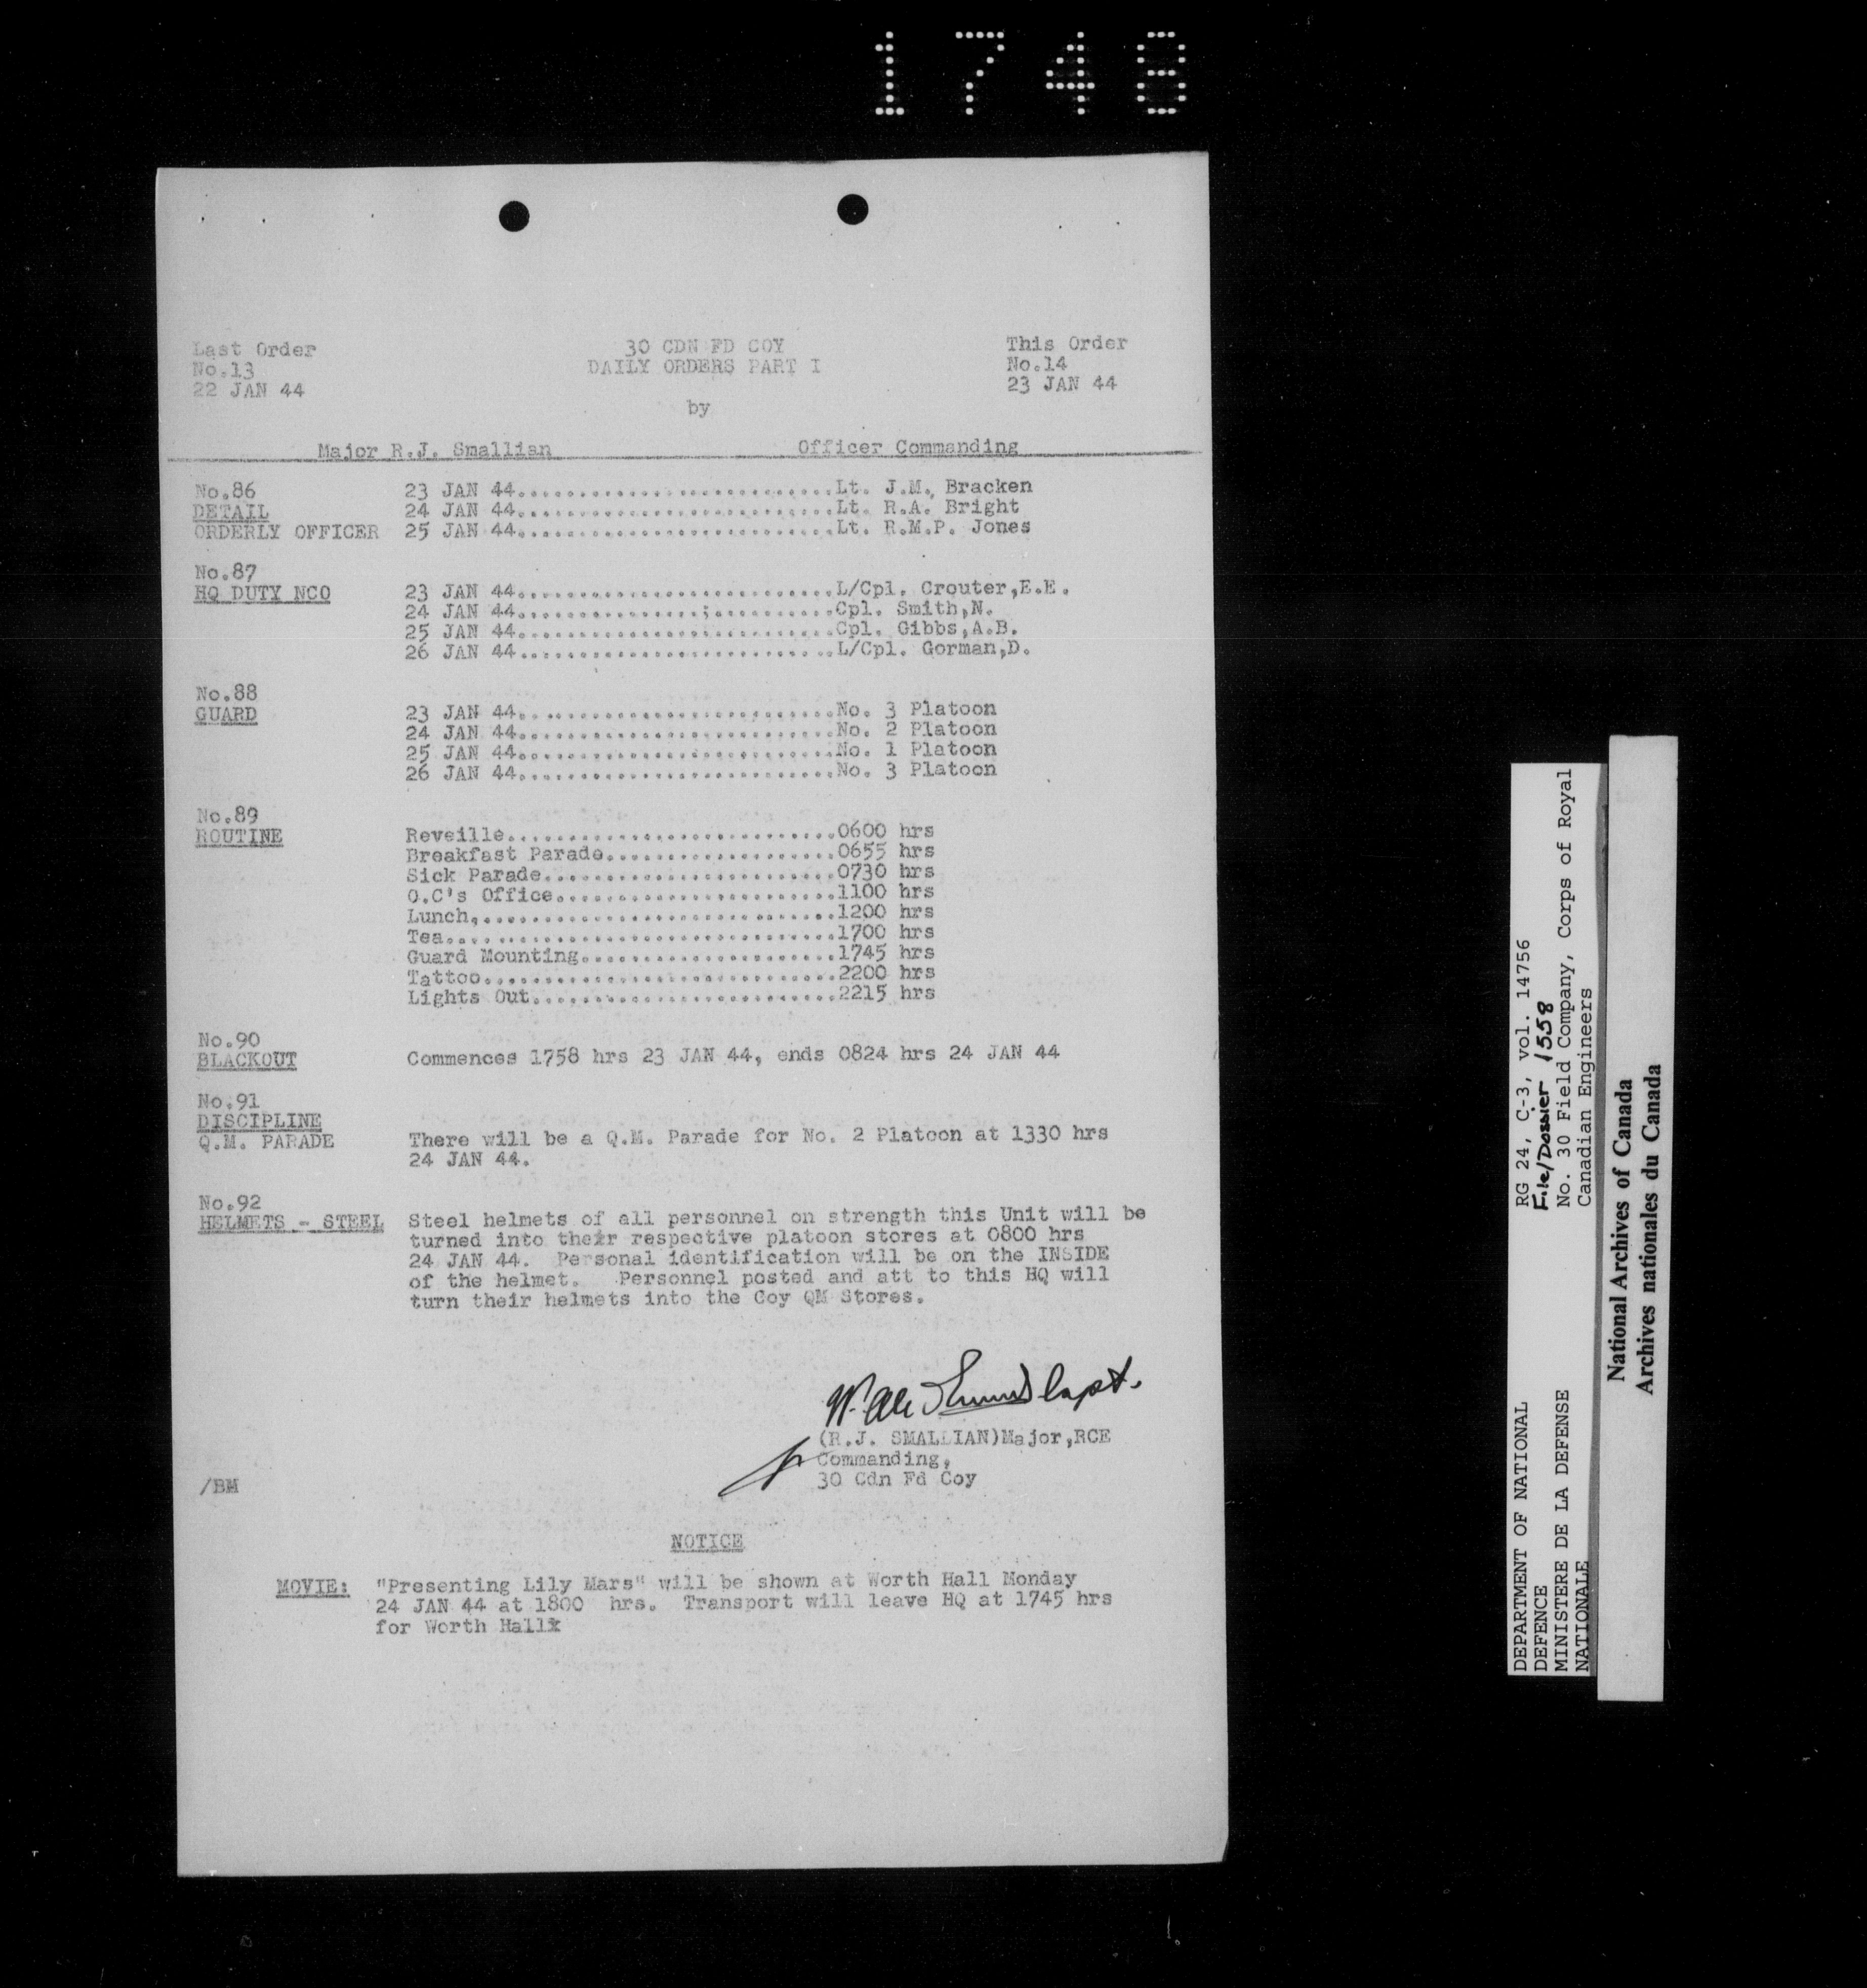 1748
Last Order
No.13
22 JAN 44
30 CDN FD COY
DAILY ORDERS PART I
by
This Order
No.14
23 JAN 44
Major R.J. Smallian Officer Commanding
No.86
DETAIL
ORDERLY OFFICER
23 JAN 44..........................Lt. J.M. Bracken
24 JAN 44..........................Lt. R.A. Bright
25 JAN 44..........................Lt. R.M.P. Jones
No.87
HQ DUTY NCO
23 JAN 44..........................L/Cpl. Crouter,E.E.
24 JAN 44..........................Cpl. Smith,N.
25 JAN 44..........................Cpl. Gibbs,A.B.
26 JAN 44..........................L/Cpl. Gorman,D.
No.88
GUARD
23 JAN 44..........................No. 3 Platoon
24 JAN 44..........................No. 2 Platoon
25 JAN 44..........................No. 1 Platoon
26 JAN 44..........................No. 3 Platoon
No.89
ROUTINE
Reveille...........................0600 hrs
Breakfast Parade...................0655 hrs
Sick Parade........................0730 hrs
O.C's Office.......................1100 hrs
Lunch,.............................1200 hrs
Tea................................1700 hrs
Guard Mounting.....................1745 hrs
Tattoo.............................2200 hrs
Lights Out.........................2215 hrs
No.90
BLACKOUT
Commences 1758 hrs 23 JAN 44, ends 0824 hrs 24 JAN 44
No.91
DISCIPLINE
Q.M. PARADE
There will be a Q.M. Parade for No. 2 Platoon at 1330 hrs
24 JAN 44.
No.92
HELMETS - STEEL
Steel helmets of all personnel on strength this Unit will be
turned into their respective platoon stores at 0800 hrs
24 JAN 44. Personal identification will be on the INSIDE
of the helmet. Personnel posted and att to this HQ will
turn their helmets into the Coy QM Stores.
Capt.
(R.J. SMALLIAN)Major,RCE
Commanding,
30 Cdn Fd Coy
/BM
NOTICE
MOVIE: "Presenting Lily Mars" will be shown at Worth Hall Monday
24 JAN 44 at 1800 hrs. Transport will leave HQ at 1745 hrs
for Worth Hall
DEPARTMENT OF NATIONAL
DEFENCE
MINISTERE DE LA DEFENSE
NATIONALE
RG 24, C-3, vol. 14756
File/Dossier 1558
No. 30 Field Company, Corps of Royal
Canadian Engineers
National Archives of Canada
Archives nationales du Canada